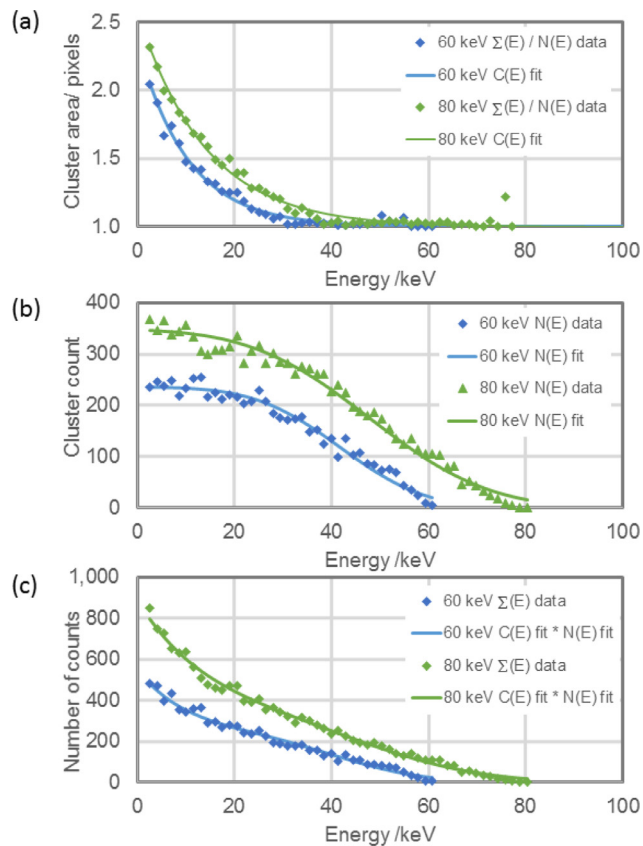 (a)
2.5
2.0
1.5
1.0
Cluster area/ pixels
60 keV Σ(E) / N(E) data
60 keV C(E) fit
80 keV Σ(E) / N(E) data
80 keV C(E) fit
0 20 40 60 80 100
Energy /keV
(b)
400
300
200
100
0
Cluster count
60 keV N(E) data
60 keV N(E) fit
80 keV N(E) data
80 keV N(E) fit
0 20 40 60 80 100
Energy /keV
(c)
1,000
800
600
400
200
0
Number of counts
60 keV Σ(E) data
60 keV C(E) fit * N(E) fit
80 keV Σ(E) data
80 keV C(E) fit * N(E) fit
0 20 40 60 80 100
Energy /keV